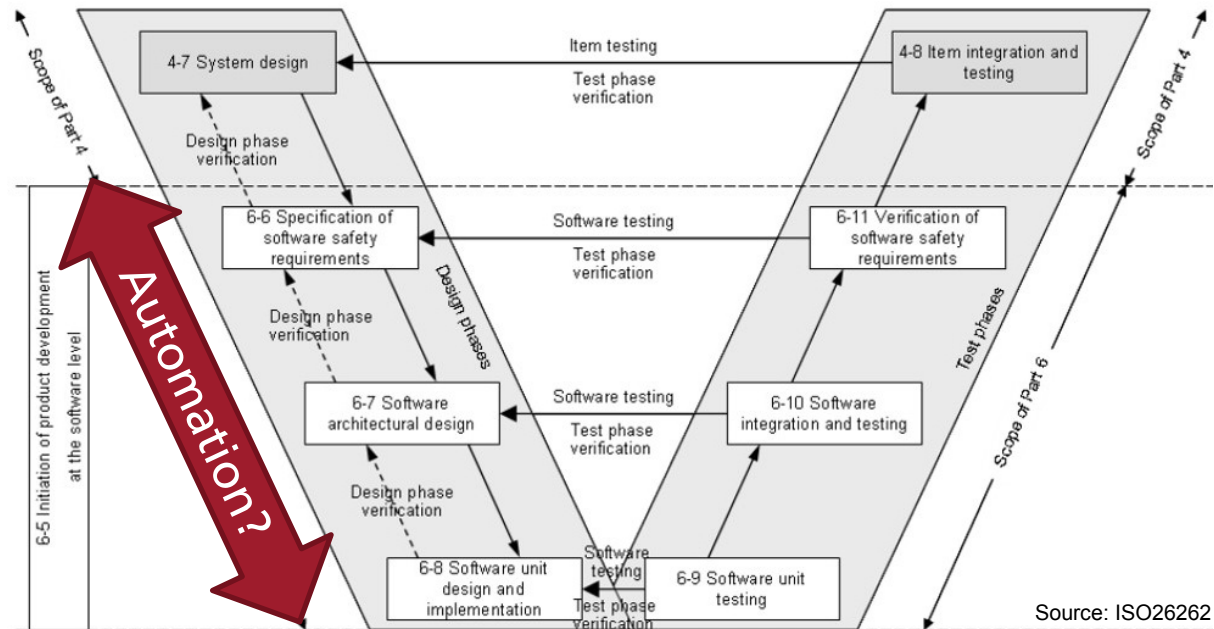 Scope of Part 4
4-7 System design
Item testing
Test phase
verification
4-8 Item integration and
testing
Scope of Part 4
Design phase
verification
6-5 Initiation of product development
at the software level
Automation?
6-6 Specification of
software safety
requirements
Software testing
Test phase
verification
6-11 Verification of
software safety
requirements
Design phase
verification
Design phases
Test phases
6-7 Software
architectural design
Software testing
Test phase
verification
6-10 Software
integration and testing
Scope of Part 6
Design phase
verification
6-8 Software unit
design and
implementation
Software
testing
Test phase
verification
6-9 Software unit
testing
Source: ISO26262